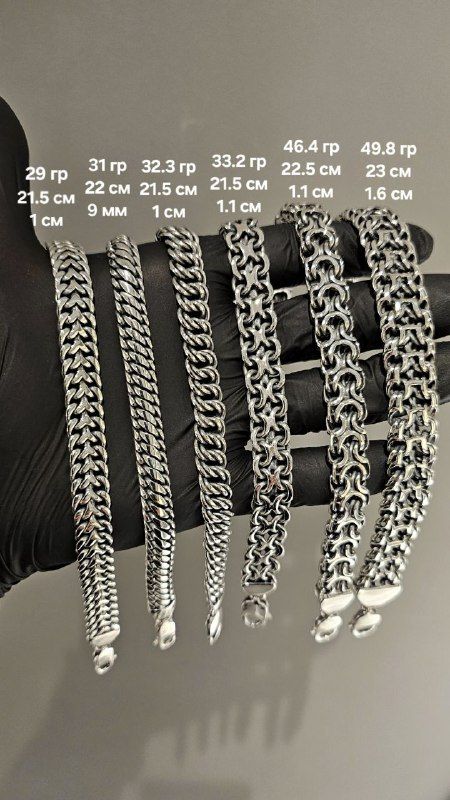 29 гр
21.5 см
1 см
31 гр
22 см
9 мм
32.3 гр
21.5 см
1 см
33.2 гр
21.5 см
1.1 см
46.4 гр
22.5 см
1.1 см
49.8 гр
23 см
1.6 см